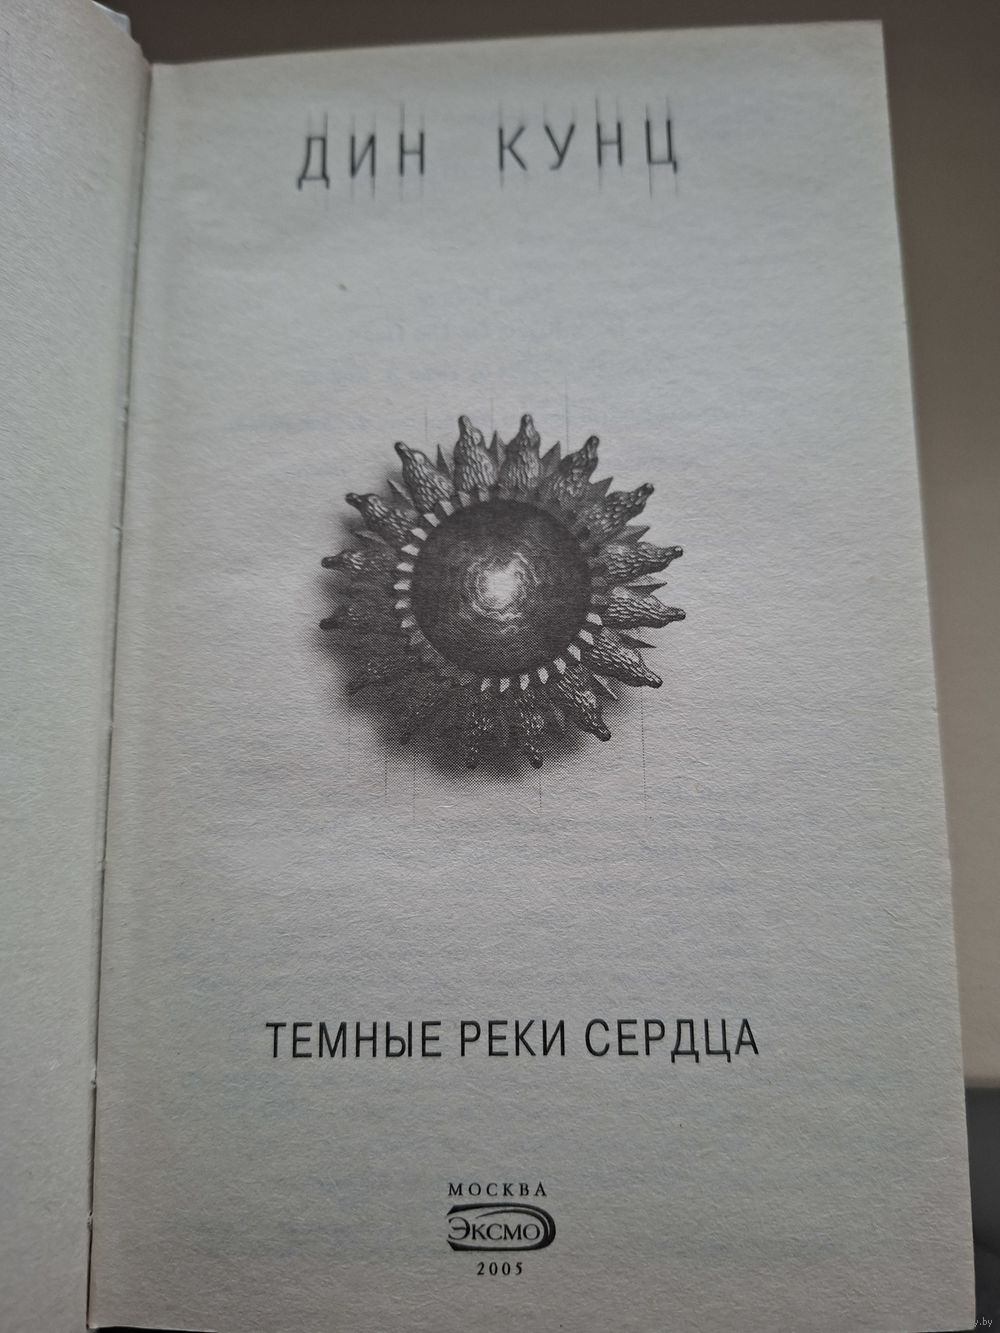 ДИН КУНЦ
ТЕМНЫЕ РЕКИ СЕРДЦА
МОСКВА
ЭКСМО
2005